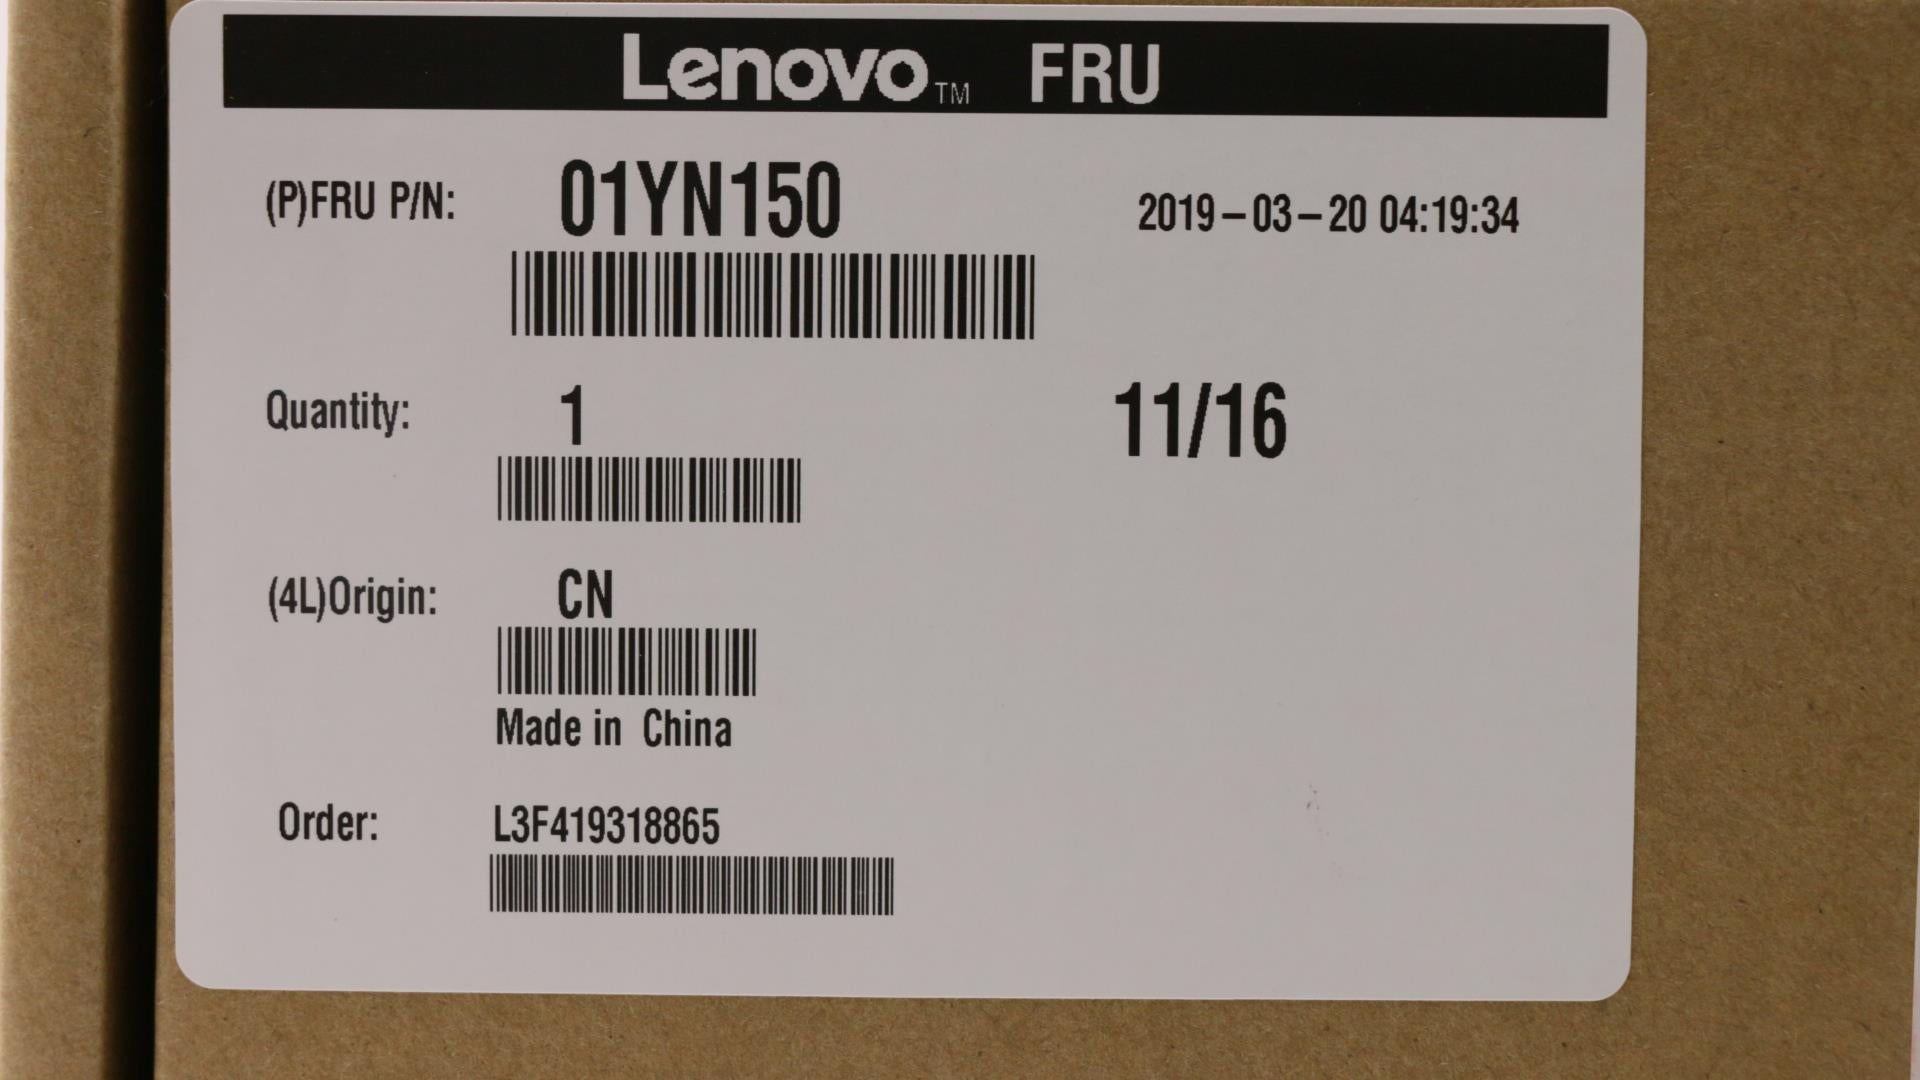 Lenovo™ FRU
(P)FRU P/N: 01YN150 2019-03-20 04:19:34
Quantity: 1 11/16
(4L)Origin: CN
Made in China
Order: L3F419318865